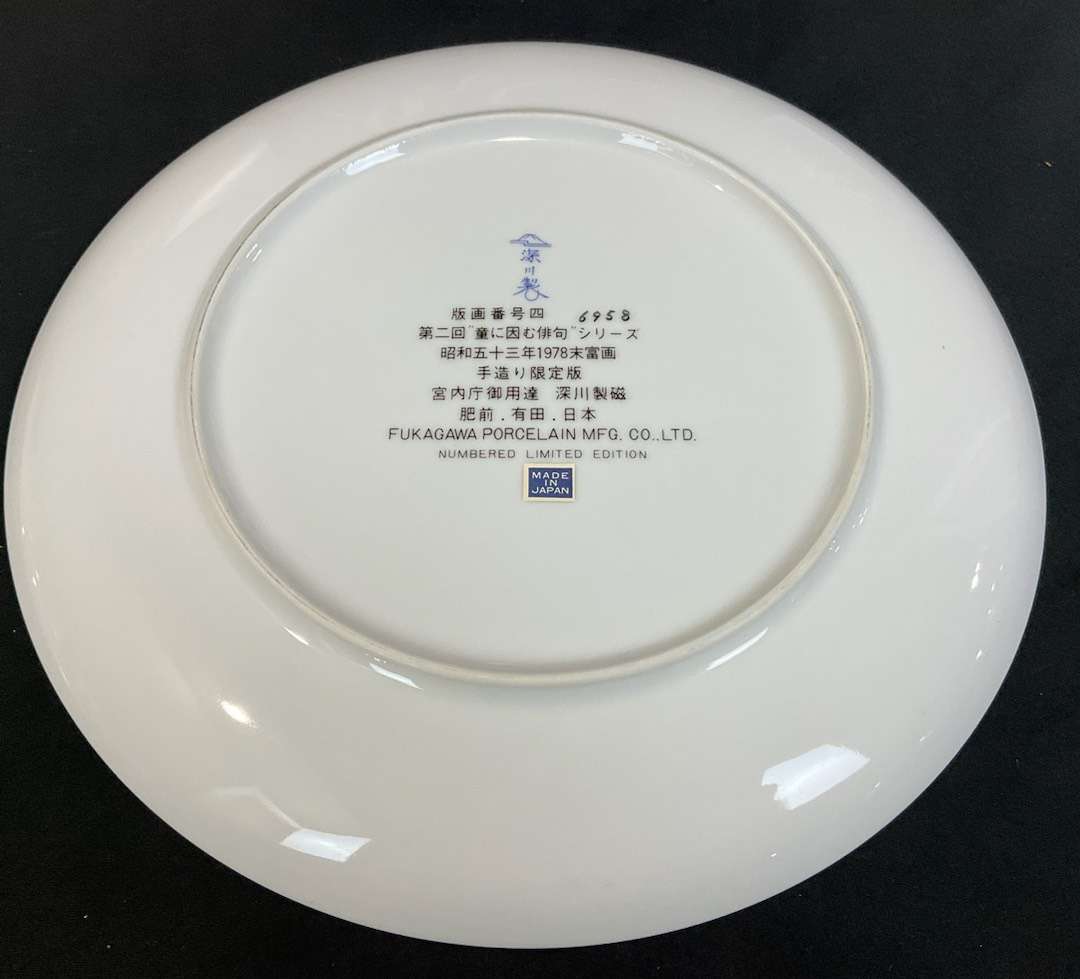 深
川
製
版画番号四 6958
第二回"童に因む俳句"シリーズ
昭和五十三年1978末富画
手造り限定版
宮内庁御用達 深川製磁
肥前.有田.日本
FUKAGAWA PORCELAIN MFG. CO.,LTD.
NUMBERED LIMITED EDITION
MADE
IN
JAPAN